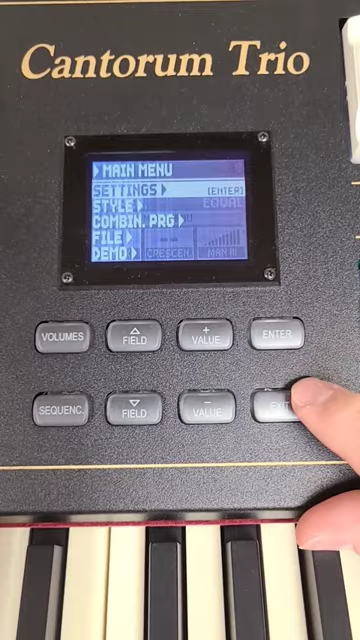 Cantorum Trio
MAIN MENU
SETTINGS [ENTER]
STYLE EQUAL
COMBIN. PRG
FILE
DEMO CRESCEN MAN III
VOLUMES
FIELD
+
VALUE
ENTER
SEQUENC.
FIELD
-
VALUE
EXIT